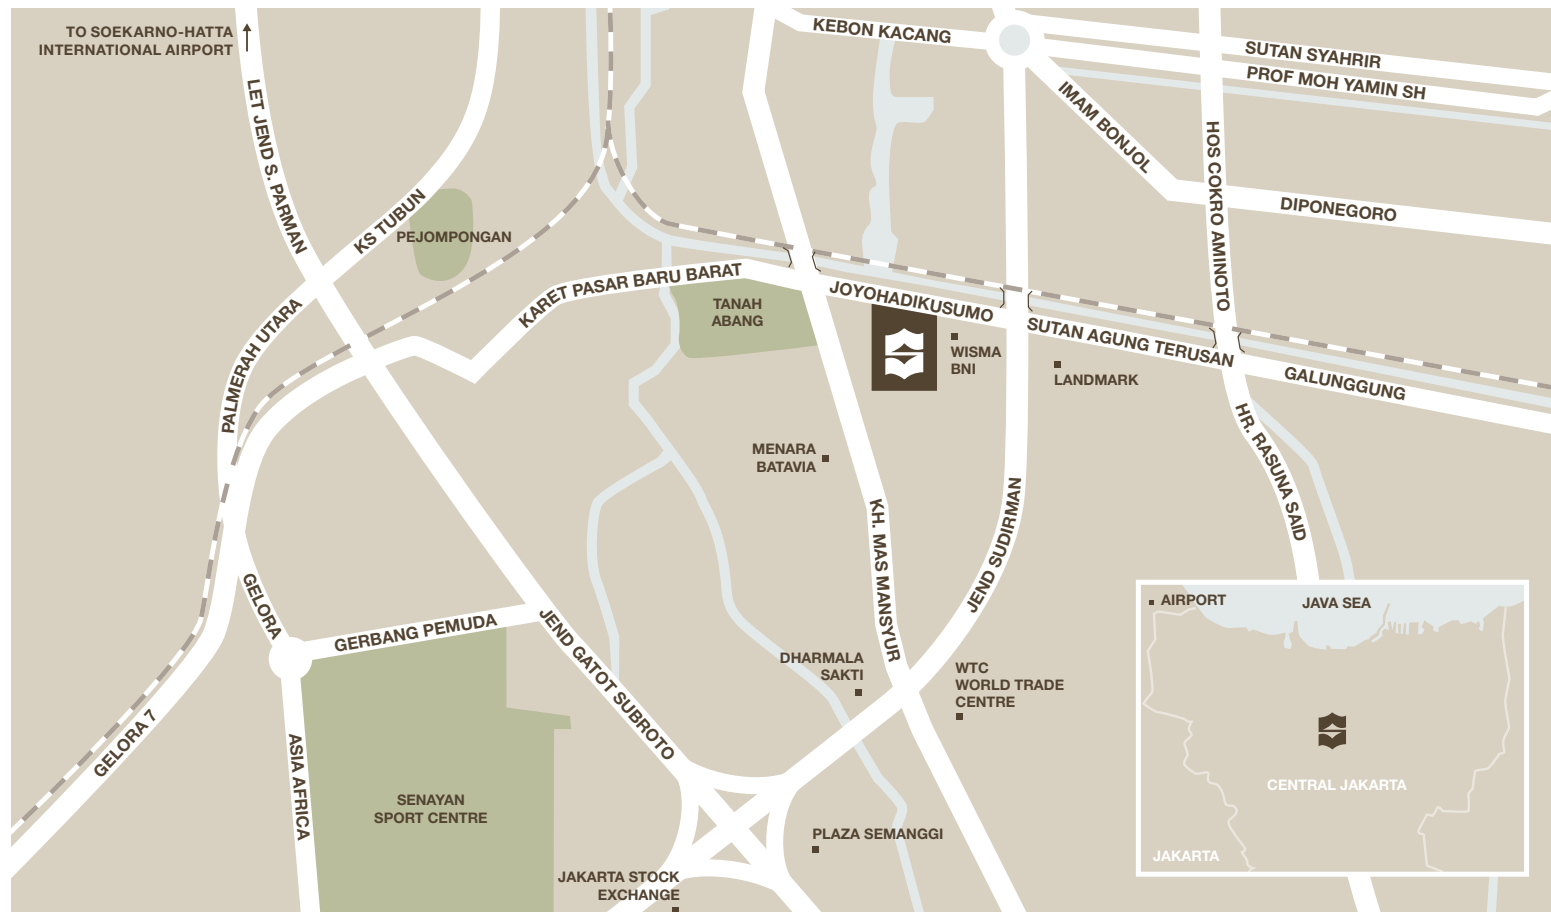 TO SOEKARNO-HATTA
INTERNATIONAL AIRPORT
KEBON KACANG
SUTAN SYAHRIR
PROF MOH YAMIN SH
LET JEND S. PARMAN
IMAM BONJOL
HOS COKRO AMINOTO
KS TUBUN
PEJOMPONGAN
DIPONEGORO
KARET PASAR BARU BARAT
TANAH
ABANG
JOYOHADIKUSUMO
SUTAN AGUNG TERUSAN
GALUNGGUNG
PALMERAH UTARA
WISMA
BNI
LANDMARK
MENARA
BATAVIA
HR. RASUNA SAID
KH. MAS MANSYUR
JEND SUDIRMAN
GELORA
GERBANG PEMUDA
JEND GATOT SUBROTO
DHARMALA
SAKTI
WTC
WORLD TRADE
CENTRE
GELORA 7
ASIA AFRICA
SENAYAN
SPORT CENTRE
PLAZA SEMANGGI
JAKARTA STOCK
EXCHANGE
AIRPORT
JAVA SEA
CENTRAL JAKARTA
JAKARTA